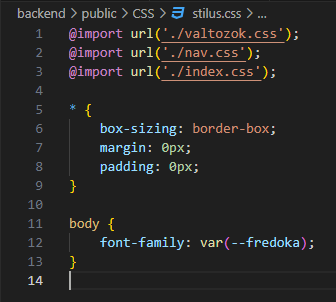 backend > public > CSS > stilus.css > ...
1 @import url('./valtozok.css');
2 @import url('./nav.css');
3 @import url('./index.css');
4
5 * {
6     box-sizing: border-box;
7     margin: 0px;
8     padding: 0px;
9 }
10
11 body {
12     font-family: var(--fredoka);
13 }
14